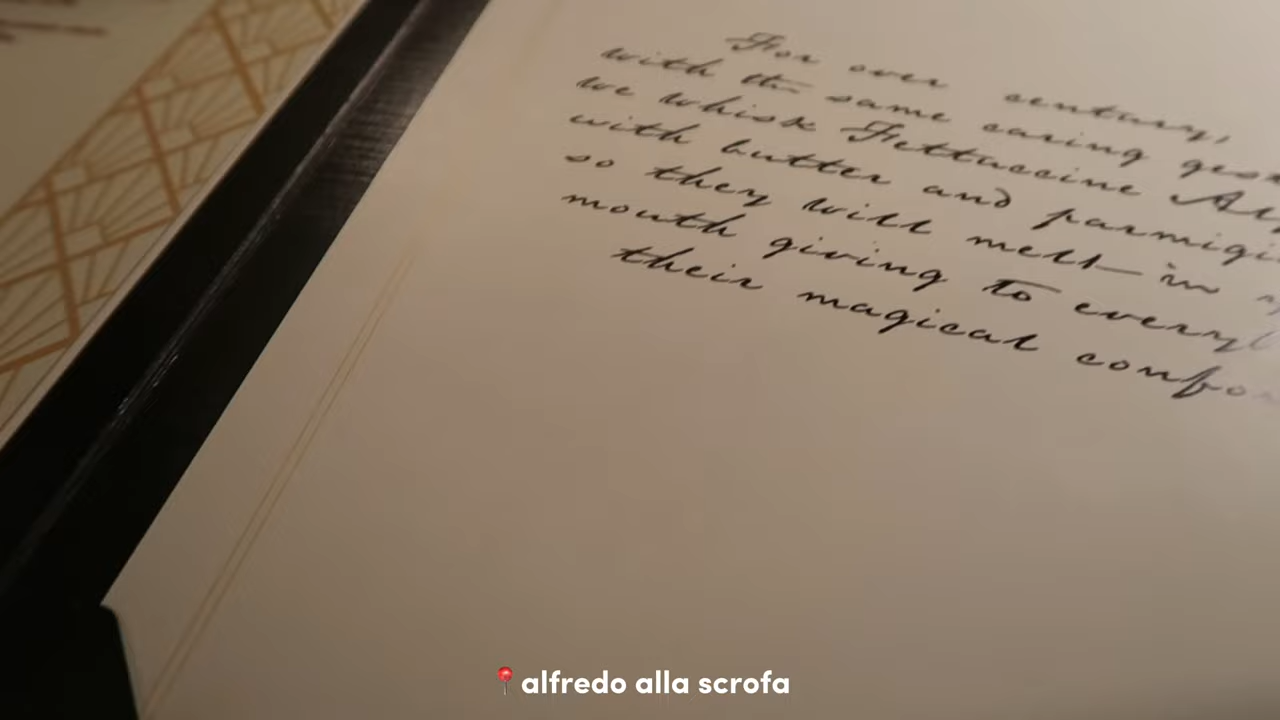 For over century,
with the same caring
we whisk Fettuccine
with butter and
so they will melt in
mouth giving to
their magical
alfredo alla scrofa